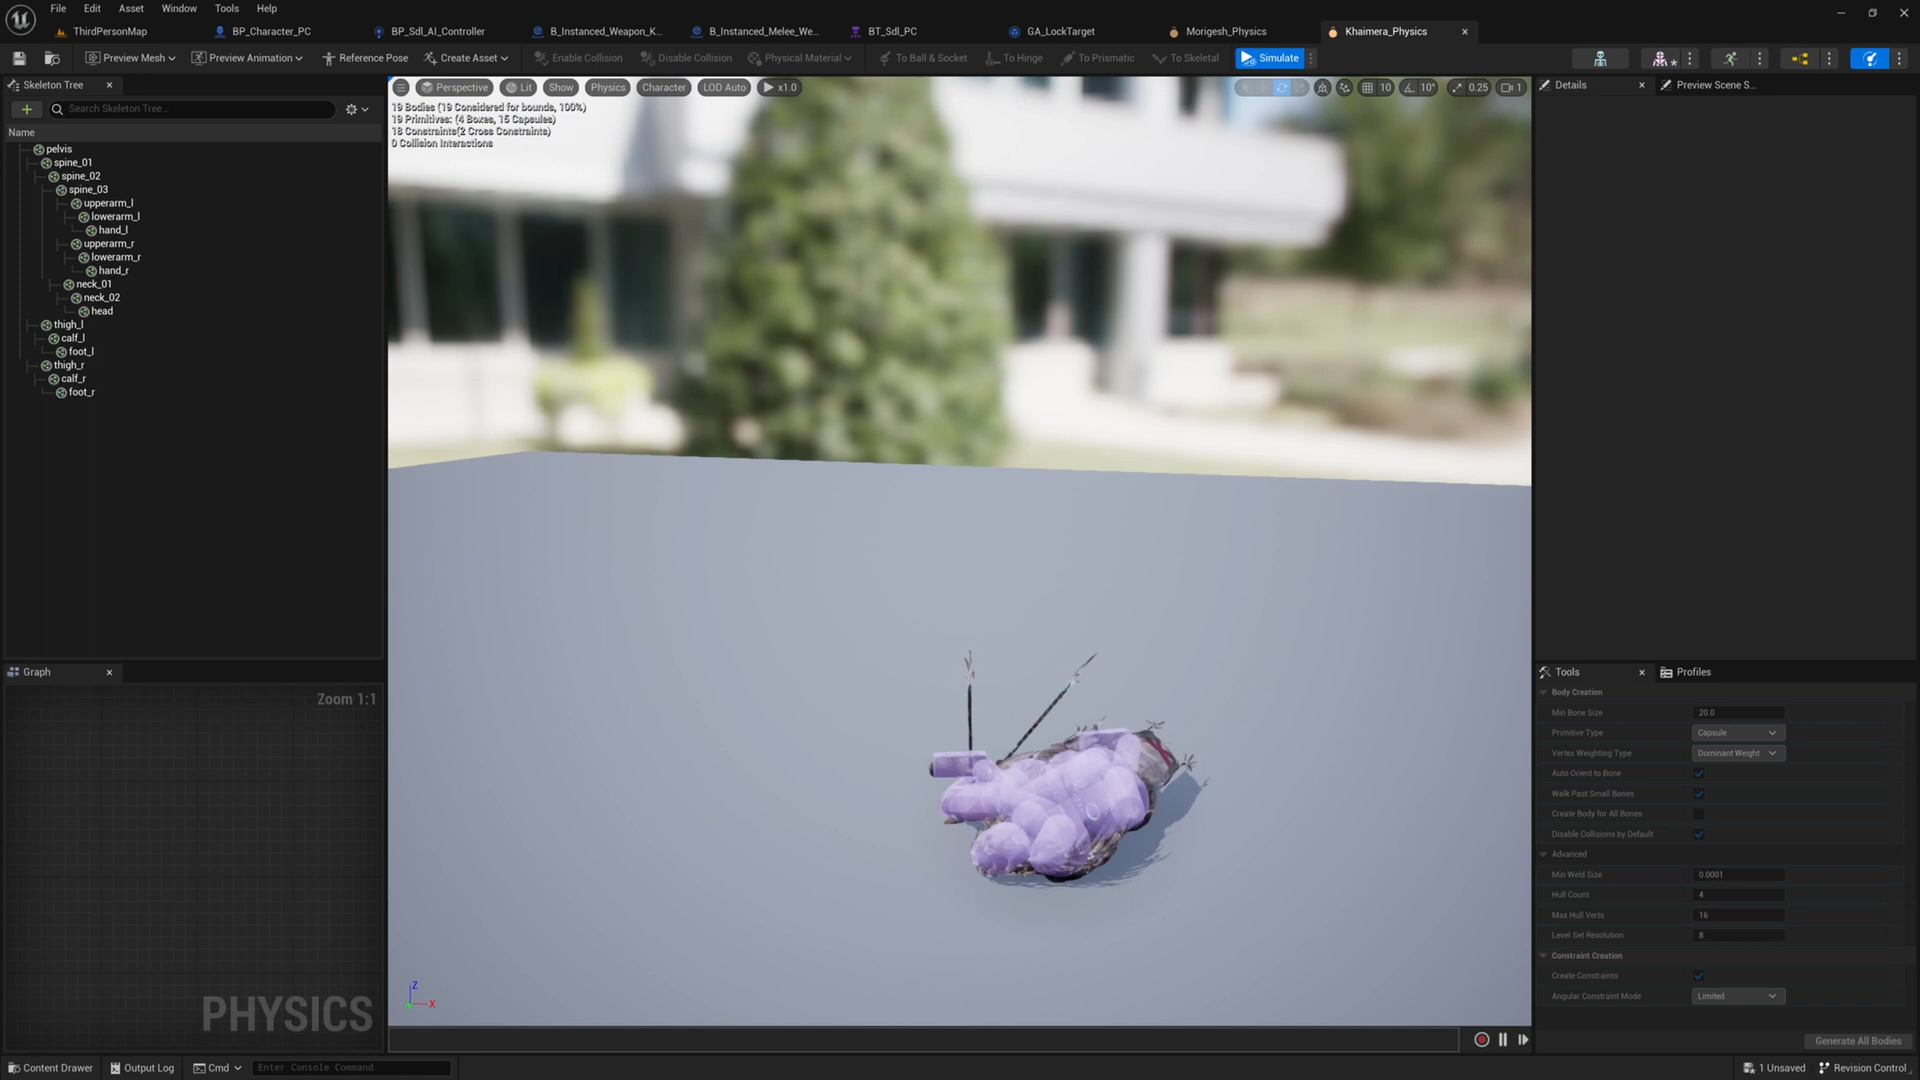 File Edit Asset Window Tools Help
ThirdPersonMap BP_Character_PC BP_Sdl_AI_Controller B_Instanced_Weapon_K... B_Instanced_Melee_We... BT_Sdl_PC GA_LockTarget Morigesh_Physics Khaimera_Physics
Preview Mesh Preview Animation Reference Pose Create Asset Enable Collision Disable Collision Physical Material To Ball & Socket To Hinge To Prismatic To Skeletal Simulate
Skeleton Tree
Search Skeleton Tree...
Name
pelvis
spine_01
spine_02
spine_03
upperarm_l
lowerarm_l
hand_l
upperarm_r
lowerarm_r
hand_r
neck_01
neck_02
head
thigh_l
calf_l
foot_l
thigh_r
calf_r
foot_r
Graph
Zoom 1:1
PHYSICS
Perspective Lit Show Physics Character LOD Auto x1.0 10 10° 0.25 1
19 Bodies (19 Considered for bounds, 100%)
19 Primitives: (4 Boxes, 15 Capsules)
18 Constraints(2 Cross Constraints)
0 Collision Interactions
Z
X
Details Preview Scene S...
Tools Profiles
Body Creation
Min Bone Size 20.0
Primitive Type Capsule
Vertex Weighting Type Dominant Weight
Auto Orient to Bone
Walk Past Small Bones
Create Body for All Bones
Disable Collisions by Default
Advanced
Min Weld Size 0.0001
Hull Count 4
Max Hull Verts 16
Level Set Resolution 8
Constraint Creation
Create Constraints
Angular Constraint Mode Limited
Generate All Bodies
Content Drawer Output Log Cmd Enter Console Command 1 Unsaved Revision Control